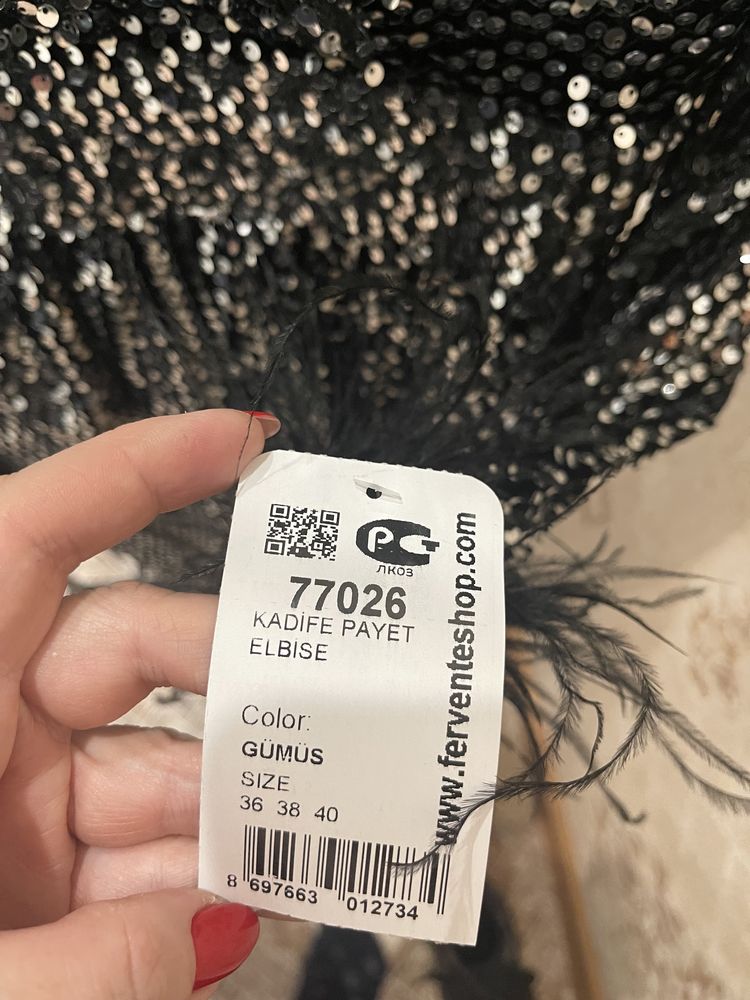 РСТ
ЛК03
77026
KADİFE PAYET
ELBİSE
Color:
GÜMÜS
SIZE
36 38 40
8 697663 012734
www.ferventeshop.com